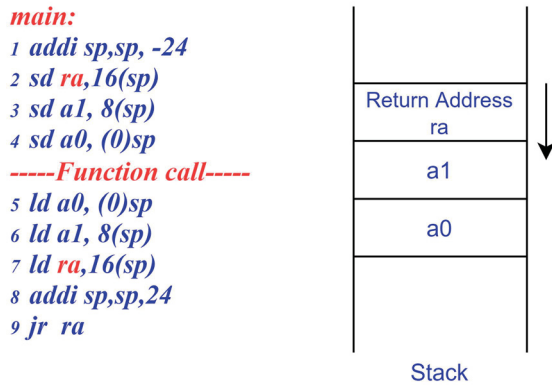 main:
1 addi sp,sp, -24
2 sd ra,16(sp)
3 sd a1, 8(sp)
4 sd a0, (0)sp
-----Function call-----
5 ld a0, (0)sp
6 ld a1, 8(sp)
7 ld ra,16(sp)
8 addi sp,sp,24
9 jr ra
Return Address
ra
a1
a0
Stack